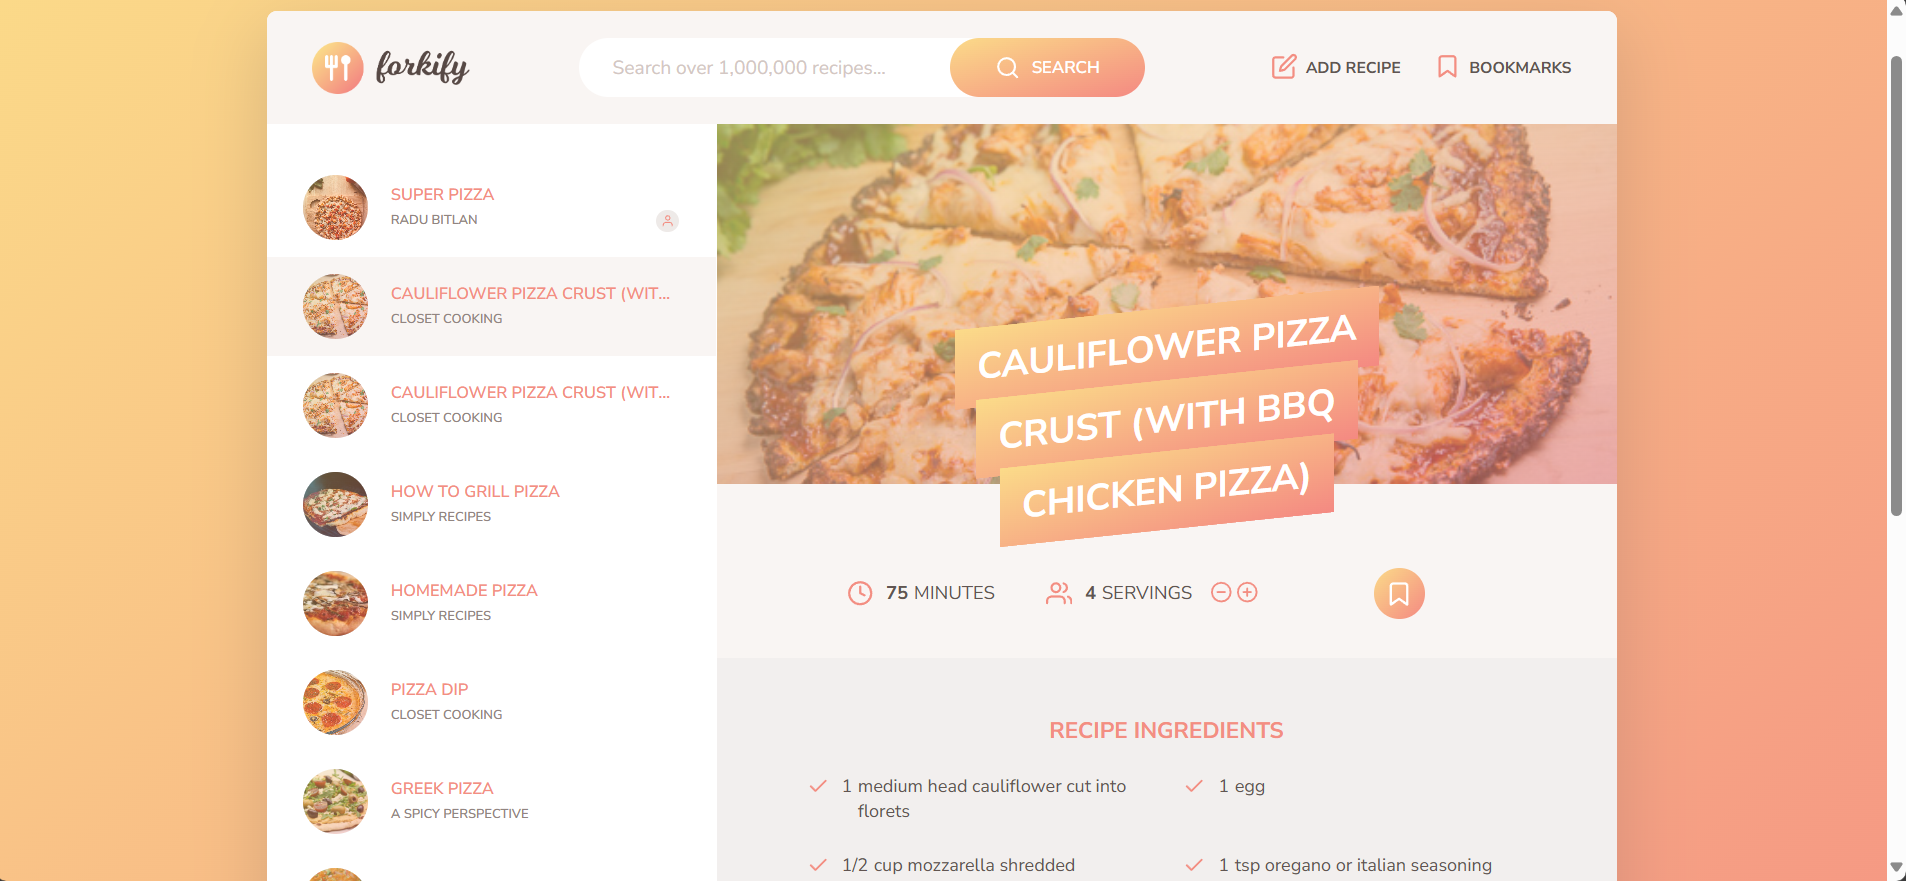 forkify
Search over 1,000,000 recipes...
SEARCH
ADD RECIPE
BOOKMARKS
SUPER PIZZA
RADU BITLAN
CAULIFLOWER PIZZA CRUST (WIT...
CLOSET COOKING
CAULIFLOWER PIZZA CRUST (WIT...
CLOSET COOKING
HOW TO GRILL PIZZA
SIMPLY RECIPES
HOMEMADE PIZZA
SIMPLY RECIPES
PIZZA DIP
CLOSET COOKING
GREEK PIZZA
A SPICY PERSPECTIVE
CAULIFLOWER PIZZA
CRUST (WITH BBQ
CHICKEN PIZZA)
75 MINUTES
4 SERVINGS
RECIPE INGREDIENTS
1 medium head cauliflower cut into
florets
1 egg
1/2 cup mozzarella shredded
1 tsp oregano or italian seasoning